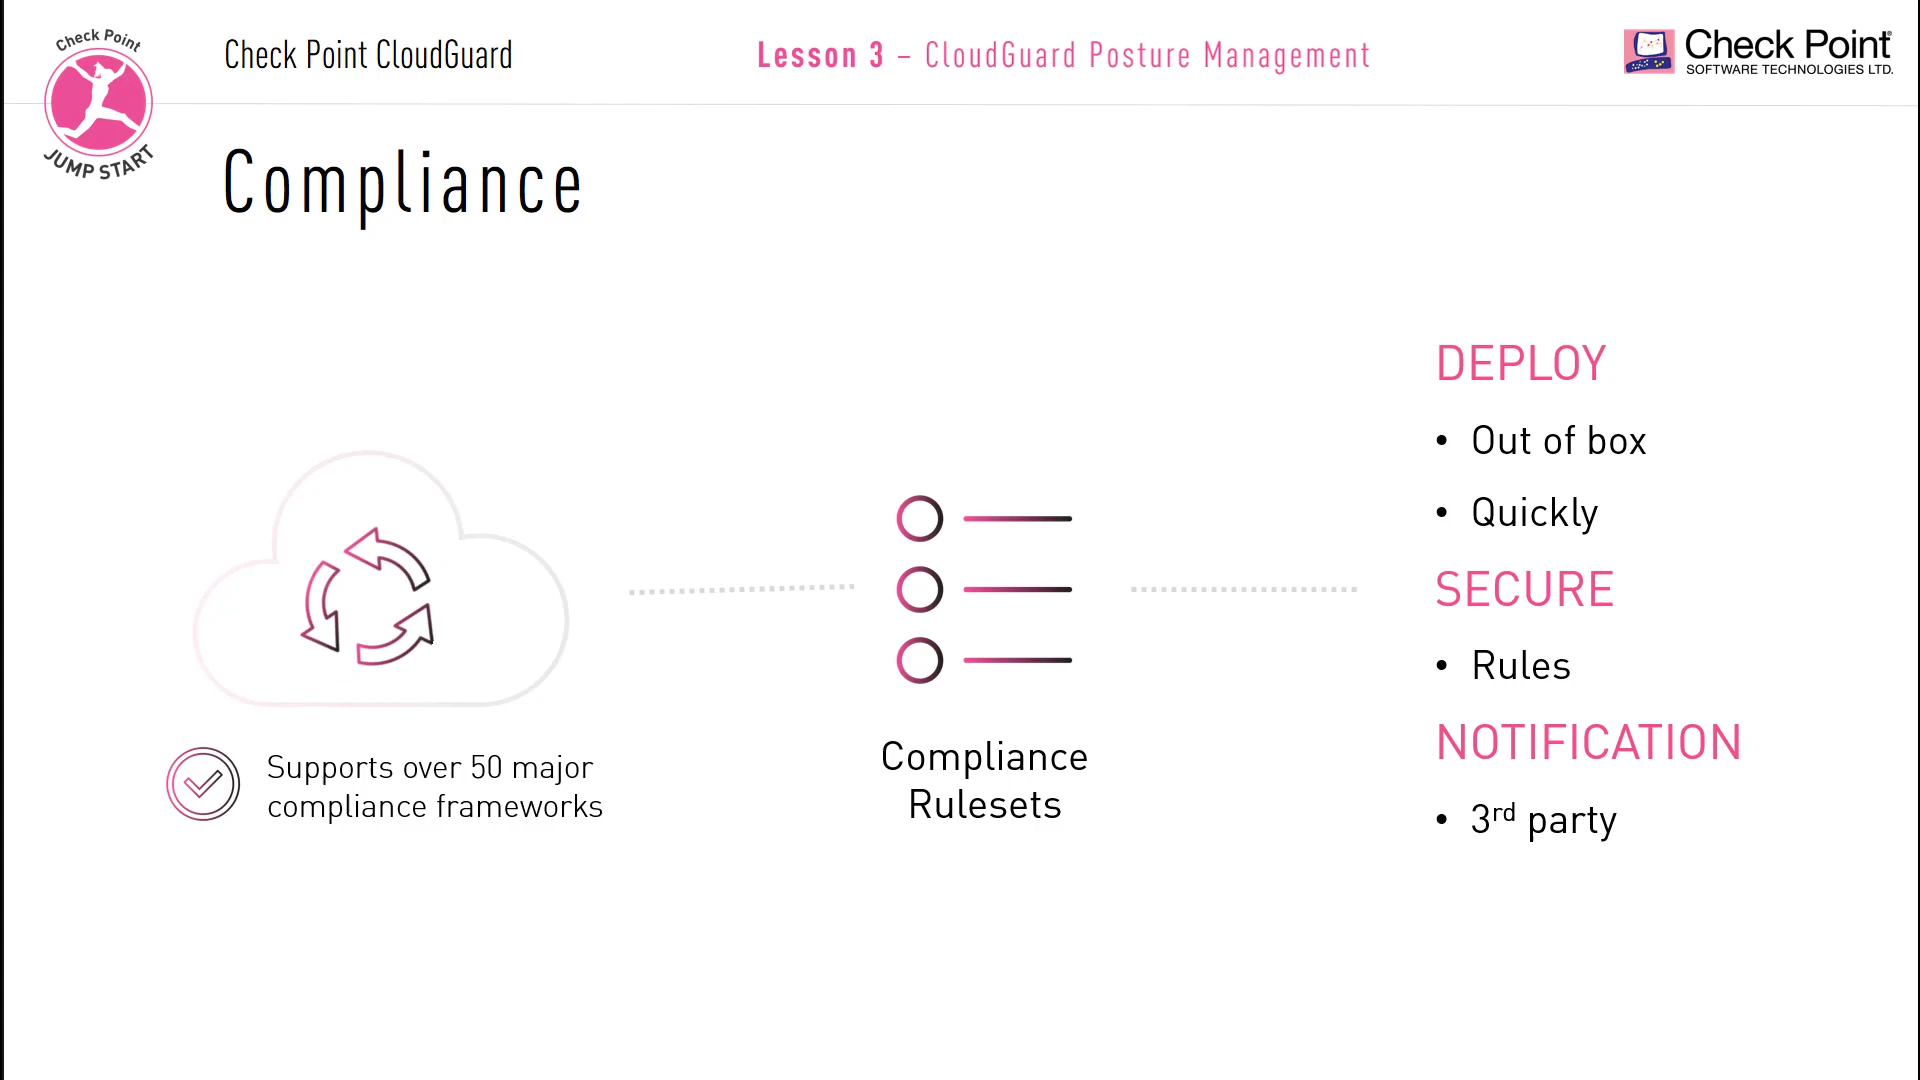 Check Point
JUMP START
Check Point CloudGuard
Lesson 3 – CloudGuard Posture Management
Check Point
SOFTWARE TECHNOLOGIES LTD.
Compliance
Supports over 50 major
compliance frameworks
Compliance
Rulesets
DEPLOY
• Out of box
• Quickly
SECURE
• Rules
NOTIFICATION
• 3rd party